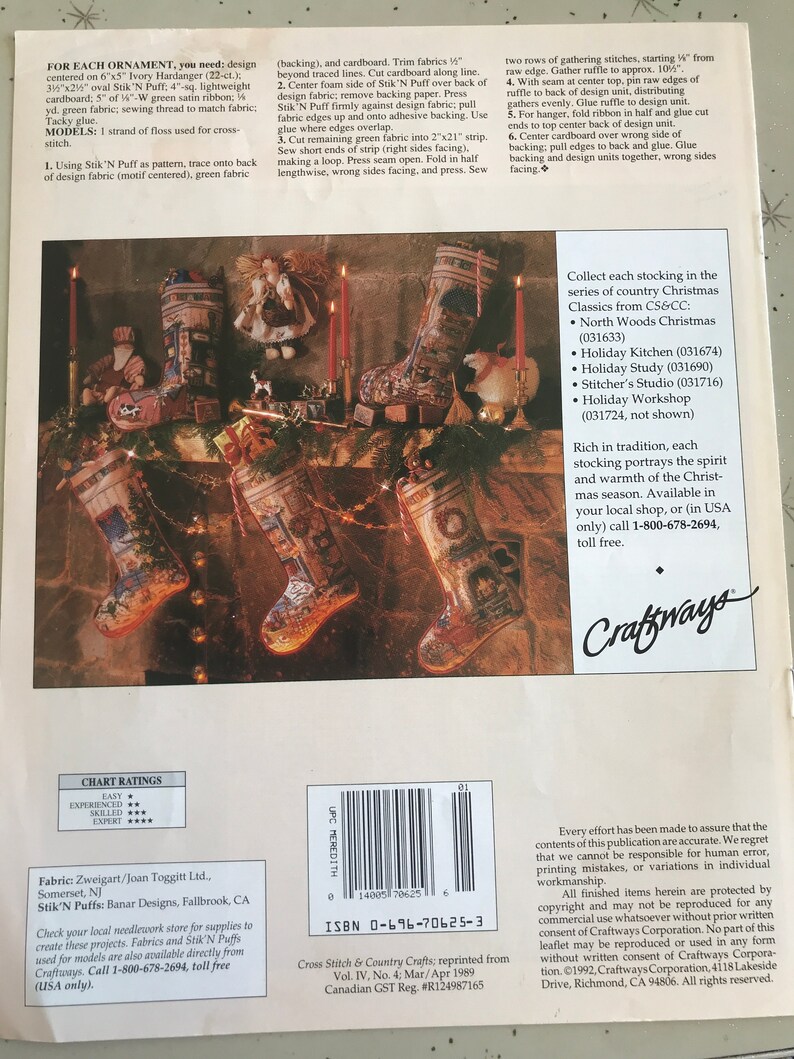 FOR EACH ORNAMENT, you need: design
centered on 6"x5" Ivory Hardanger (22-ct.);
3½"x2½" oval Stik'N Puff; 4"-sq. lightweight
cardboard; 5" of ⅛"-W green satin ribbon; ⅛
yd. green fabric; sewing thread to match fabric;
Tacky glue.
MODELS: 1 strand of floss used for cross-
stitch.
1. Using Stik'N Puff as pattern, trace onto back
of design fabric (motif centered), green fabric
(backing), and cardboard. Trim fabrics ½"
beyond traced lines. Cut cardboard along line.
2. Center foam side of Stik'N Puff over back of
design fabric; remove backing paper. Press
Stik'N Puff firmly against design fabric; pull
fabric edges up and onto adhesive backing. Use
glue where edges overlap.
3. Cut remaining green fabric into 2"x21" strip.
Sew short ends of strip (right sides facing),
making a loop. Press seam open. Fold in half
lengthwise, wrong sides facing, and press. Sew
two rows of gathering stitches, starting ⅛" from
raw edge. Gather ruffle to approx. 10½".
4. With seam at center top, pin raw edges of
ruffle to back of design unit, distributing
gathers evenly. Glue ruffle to design unit.
5. For hanger, fold ribbon in half and glue cut
ends to top center back of design unit.
6. Center cardboard over wrong side of
backing; pull edges to back and glue. Glue
backing and design units together, wrong sides
facing.❖
Collect each stocking in the
series of country Christmas
Classics from CS&CC:
• North Woods Christmas
(031633)
• Holiday Kitchen (031674)
• Holiday Study (031690)
• Stitcher's Studio (031716)
• Holiday Workshop
(031724, not shown)
Rich in tradition, each
stocking portrays the spirit
and warmth of the Christ-
mas season. Available in
your local shop, or (in USA
only) call 1-800-678-2694,
toll free.
◆
Craftways®
CHART RATINGS
EASY ★
EXPERIENCED ★★
SKILLED ★★★
EXPERT ★★★★
Fabric: Zweigart/Joan Toggitt Ltd.,
Somerset, NJ
Stik'N Puffs: Banar Designs, Fallbrook, CA
Check your local needlework store for supplies to
create these projects. Fabrics and Stik'N Puffs
used for models are also available directly from
Craftways. Call 1-800-678-2694, toll free
(USA only).
UPC MEREDITH
01
0 14005 70625 6
ISBN 0-696-70625-3
Cross Stitch & Country Crafts; reprinted from
Vol. IV, No. 4; Mar/Apr 1989
Canadian GST Reg. #R124987165
Every effort has been made to assure that the
contents of this publication are accurate. We regret
that we cannot be responsible for human error,
printing mistakes, or variations in individual
workmanship.
All finished items herein are protected by
copyright and may not be reproduced for any
commercial use whatsoever without prior written
consent of Craftways Corporation. No part of this
leaflet may be reproduced or used in any form
without written consent of Craftways Corpora-
tion. ©1992, Craftways Corporation, 4118 Lakeside
Drive, Richmond, CA 94806. All rights reserved.